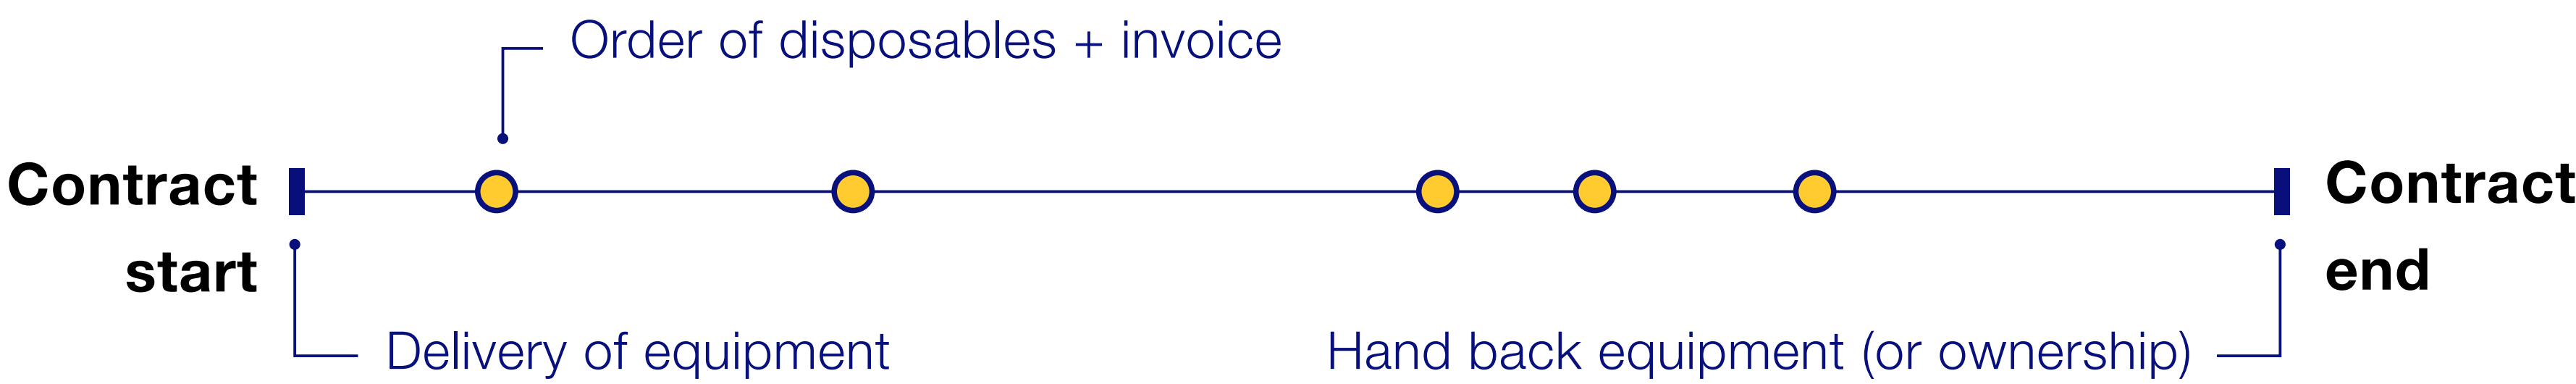 Order of disposables + invoice
Contract
start
Contract
end
Delivery of equipment
Hand back equipment (or ownership)